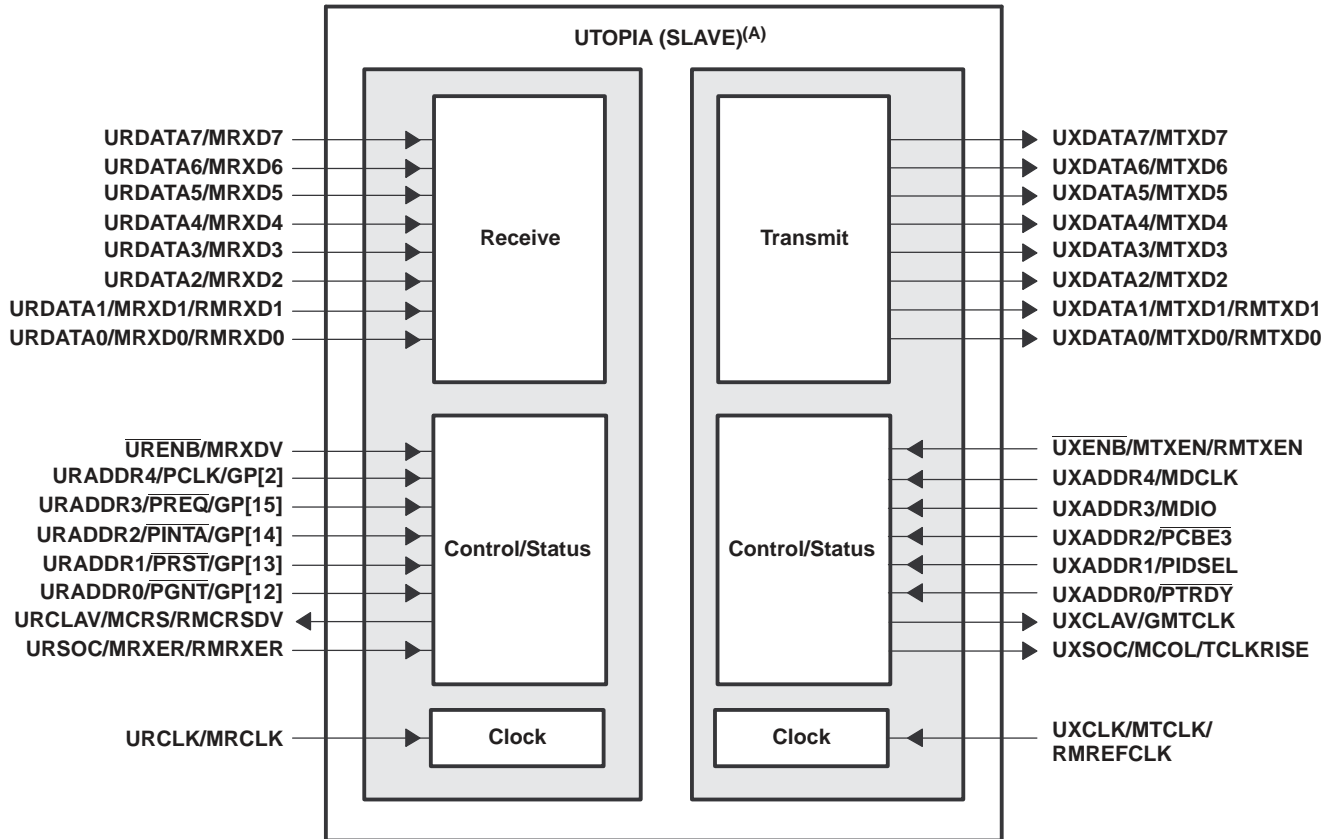 UTOPIA (SLAVE)(A)
URDATA7/MRXD7
URDATA6/MRXD6
URDATA5/MRXD5
URDATA4/MRXD4
URDATA3/MRXD3
URDATA2/MRXD2
URDATA1/MRXD1/RMRXD1
URDATA0/MRXD0/RMRXD0
Receive
Transmit
UXDATA7/MTXD7
UXDATA6/MTXD6
UXDATA5/MTXD5
UXDATA4/MTXD4
UXDATA3/MTXD3
UXDATA2/MTXD2
UXDATA1/MTXD1/RMTXD1
UXDATA0/MTXD0/RMTXD0
URENB/MRXDV
URADDR4/PCLK/GP[2]
URADDR3/PREQ/GP[15]
URADDR2/PINTA/GP[14]
URADDR1/PRST/GP[13]
URADDR0/PGNT/GP[12]
URCLAV/MCRS/RMCRSDV
URSOC/MRXER/RMRXER
Control/Status
Control/Status
UXENB/MTXEN/RMTXEN
UXADDR4/MDCLK
UXADDR3/MDIO
UXADDR2/PCBE3
UXADDR1/PIDSEL
UXADDR0/PTRDY
UXCLAV/GMTCLK
UXSOC/MCOL/TCLKRISE
URCLK/MRCLK
Clock
Clock
UXCLK/MTCLK/
RMREFCLK